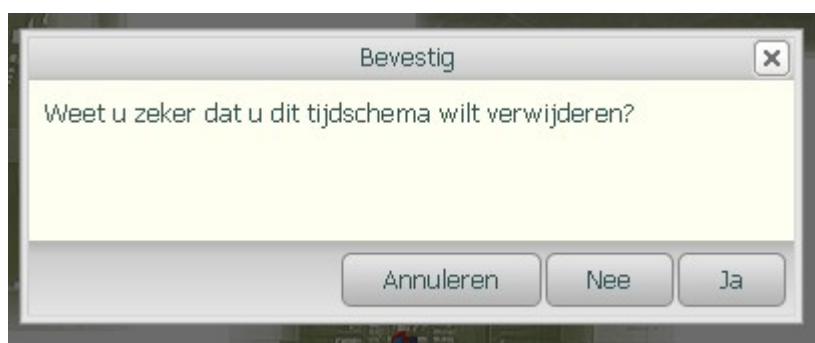 Bevestig
Weet u zeker dat u dit tijdschema wilt verwijderen?
Annuleren Nee Ja